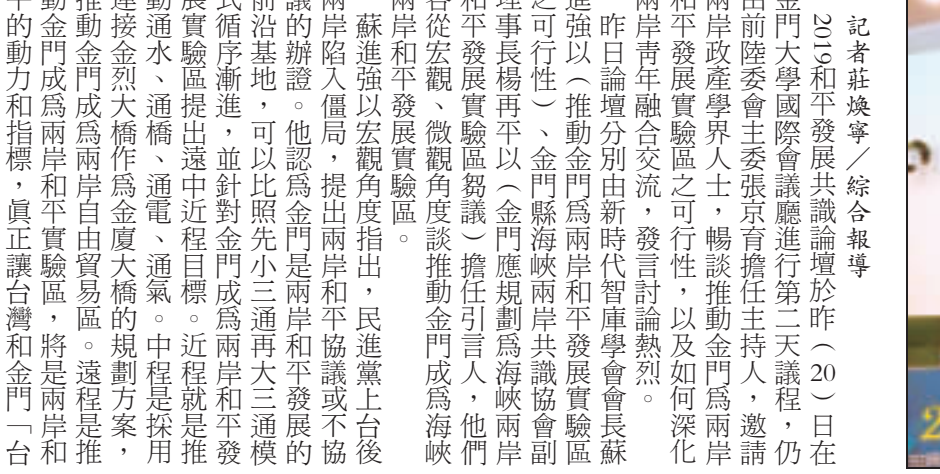 記者莊煥寧╱綜合報導
2019和平發展共識論壇於昨（20）日在
金門大學國際會議廳進行第二天議程，仍
由前陸委會主委張京育擔任主持人，邀請
兩岸政產學界人士，暢談推動金門為兩岸
和平發展實驗區之可行性，以及如何深化
兩岸青年融合交流，發言討論熱烈。
昨日論壇分別由新時代智庫學會會長蘇
進強以（推動金門為兩岸和平發展實驗區
之可行性）、金門縣海峽兩岸共識協會副
理事長楊再平以（金門應規劃為海峽兩岸
和平發展實驗區芻議）擔任引言人，他們
容從宏觀、微觀角度談推動金門成為海峽
兩岸和平發展實驗區。
蘇進強以宏觀角度指出，民進黨上台後
兩岸陷入僵局，提出兩岸和平協議或不協
議的辦證。他認為金門是兩岸和平發展的
前沿基地，可以比照先小三通再大三通模
式循序漸進，並針對金門成為兩岸和平發
展實驗區提出遠中近程目標。近程就是推
動通水、通橋、通電、通氣。中程是採用
連接金烈大橋作為金廈大橋的規劃方案，
推動金門成為兩岸自由貿易區。遠程是推
動金門成為兩岸和平實驗區，將是兩岸和
平的動力和指標，真正讓台灣和金門「台
2